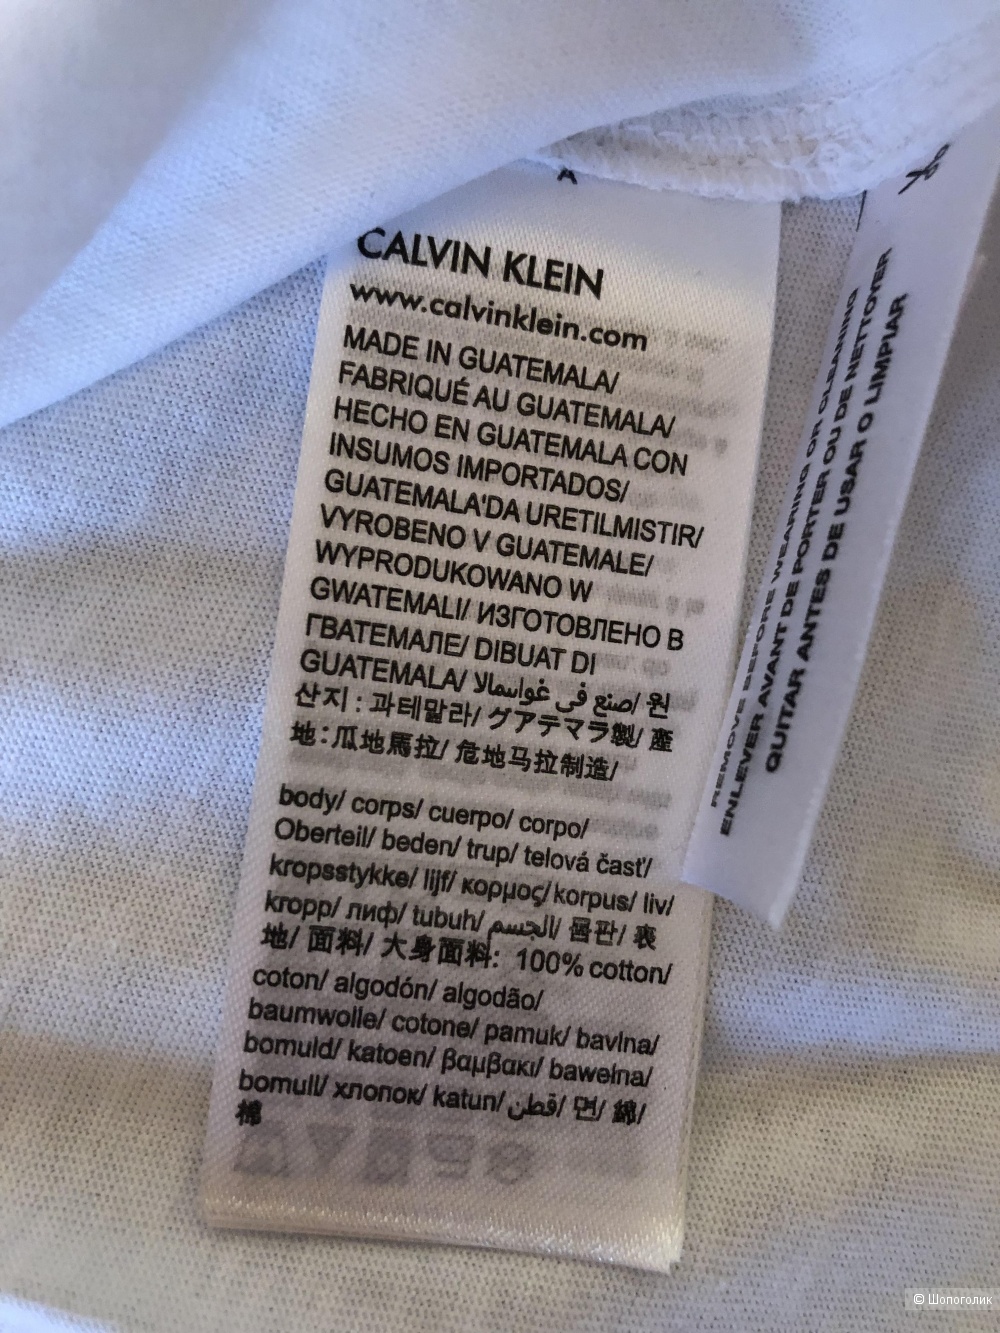 A
CALVIN KLEIN
www.calvinklein.com
MADE IN GUATEMALA/
FABRIQUÉ AU GUATEMALA/
HECHO EN GUATEMALA CON
INSUMOS IMPORTADOS/
GUATEMALA'DA URETILMISTIR/
VYROBENO V GUATEMALE/
WYPRODUKOWANO W
GWATEMALI/ ИЗГОТОВЛЕНО В
ГВАТЕМАЛЕ/ DIBUAT DI
GUATEMALA/ صنع في غواتيمالا/ 원
산지 : 과테말라/ グアテマラ製/ 產
地：瓜地馬拉/ 危地马拉制造/
body/ corps/ cuerpo/ corpo/
Oberteil/ beden/ trup/ telová časť/
kropsstykke/ lijf/ κορμος/ korpus/ liv/
kropp/ лиф/ tubuh/ الجسم/ 몸판/ 表
地/ 面料/ 大身面料: 100% cotton/
coton/ algodón/ algodão/
baumwolle/ cotone/ pamuk/ bavlna/
bomuld/ katoen/ βαμβακι/ bawełna/
bomull/ хлопок/ katun/ قطن/ 면/ 綿/
棉
REMOVE BEFORE WEARING OR CLEANING
ENLEVER AVANT DE PORTER OU DE NETTOYER
QUITAR ANTES DE USAR O LIMPIAR
© Шопоголик